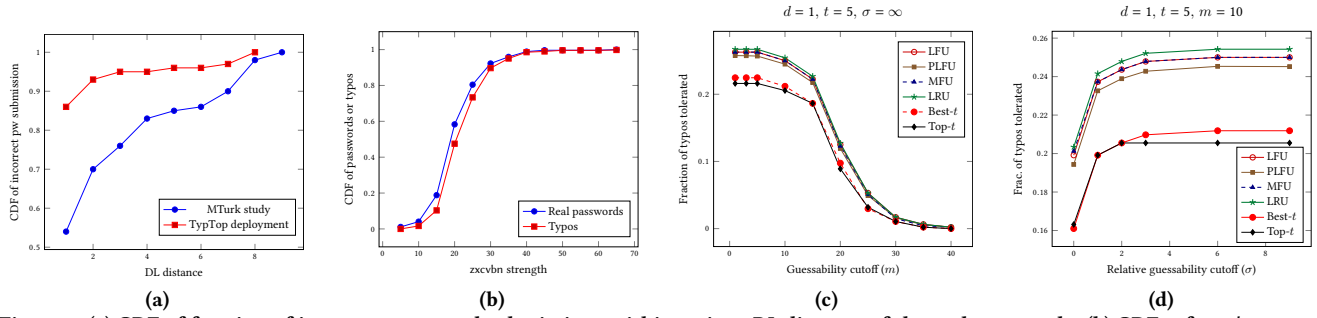 CDF of incorrect pw submission
1
0.9
0.8
0.7
0.6
0.5
2
4
6
8
DL distance
MTurk study
TypTop deployment
(a)
CDF of passwords or typos
1.0
0.8
0.6
0.4
0.2
0
0
10
20
30
40
50
60
70
zxcvbn strength
Real passwords
Typos
(b)
d = 1, t = 5, σ = ∞
Fraction of typos tolerated
0.2
0.1
0
0
10
20
30
40
Guessability cutoff (m)
LFU
PLFU
MFU
LRU
Best-t
Top-t
(c)
d = 1, t = 5, m = 10
Frac. of typos tolerated
0.26
0.24
0.22
0.2
0.18
0.16
0
2
4
6
8
Relative guessability cutoff (σ)
LFU
PLFU
MFU
LRU
Best-t
Top-t
(d)